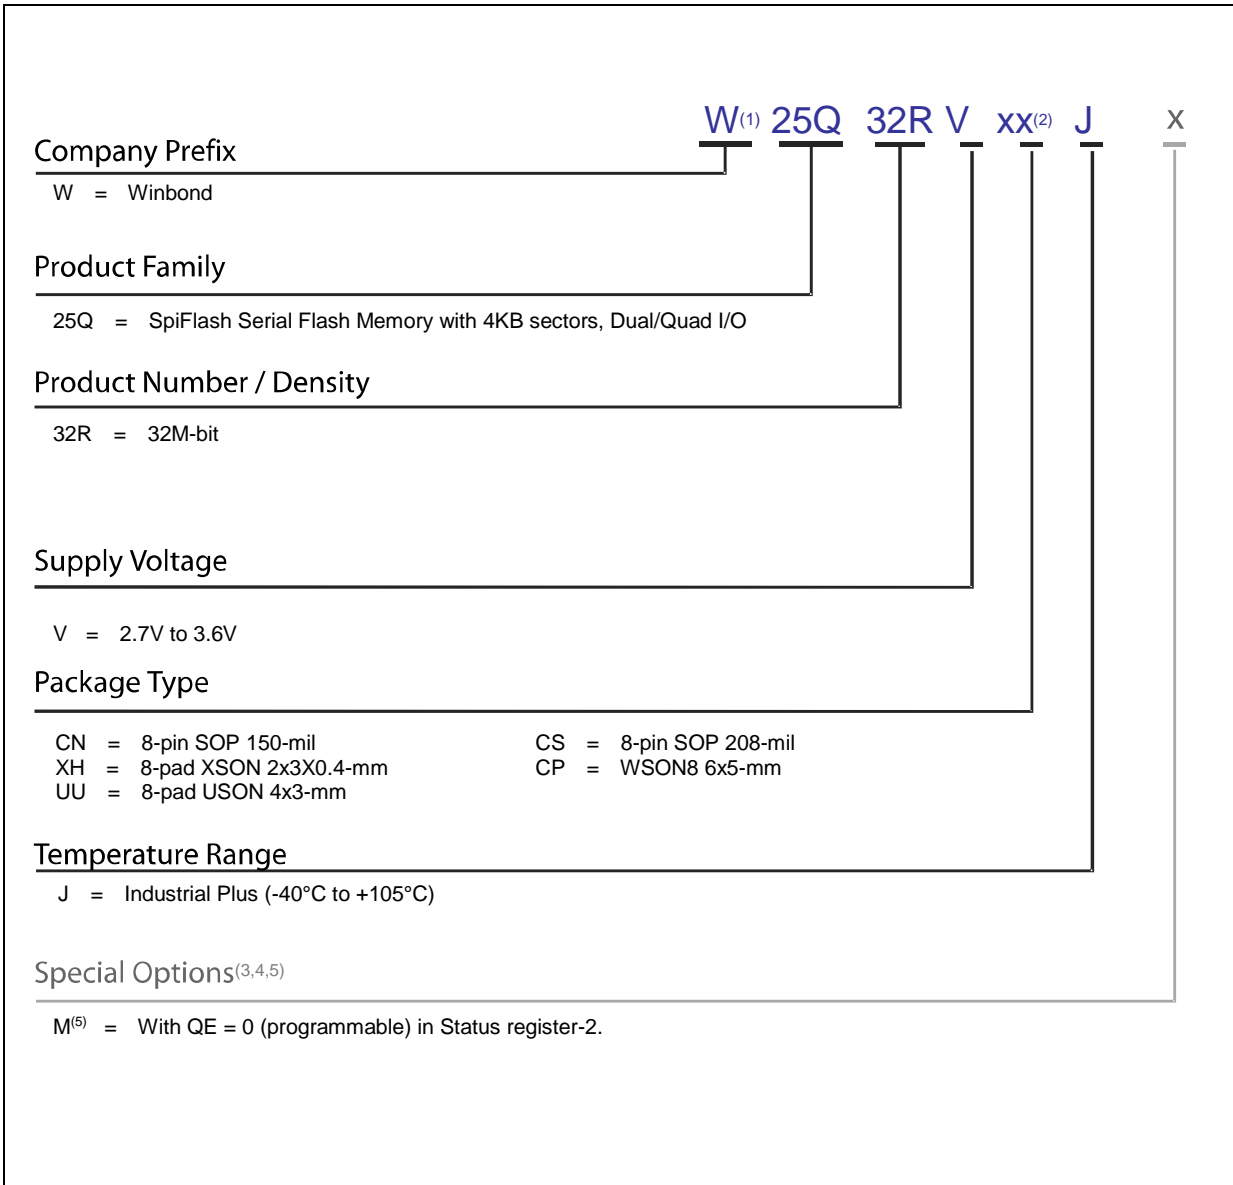 W(1) 25Q 32R V xx(2) J x
Company Prefix
W = Winbond
Product Family
25Q = SpiFlash Serial Flash Memory with 4KB sectors, Dual/Quad I/O
Product Number / Density
32R = 32M-bit
Supply Voltage
V = 2.7V to 3.6V
Package Type
CN = 8-pin SOP 150-mil CS = 8-pin SOP 208-mil
XH = 8-pad XSON 2x3X0.4-mm CP = WSON8 6x5-mm
UU = 8-pad USON 4x3-mm
Temperature Range
J = Industrial Plus (-40°C to +105°C)
Special Options(3,4,5)
M(5) = With QE = 0 (programmable) in Status register-2.